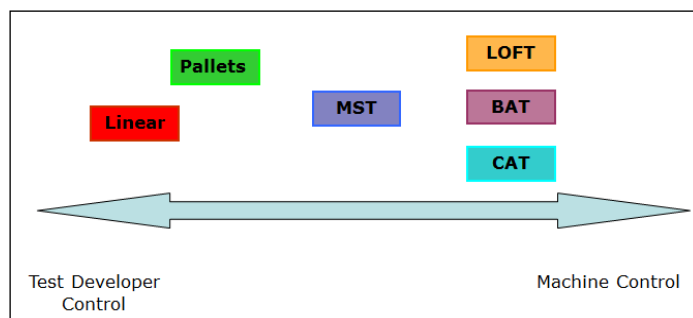 LOFT
Pallets
MST
BAT
Linear
CAT
Test Developer
Control
Machine Control